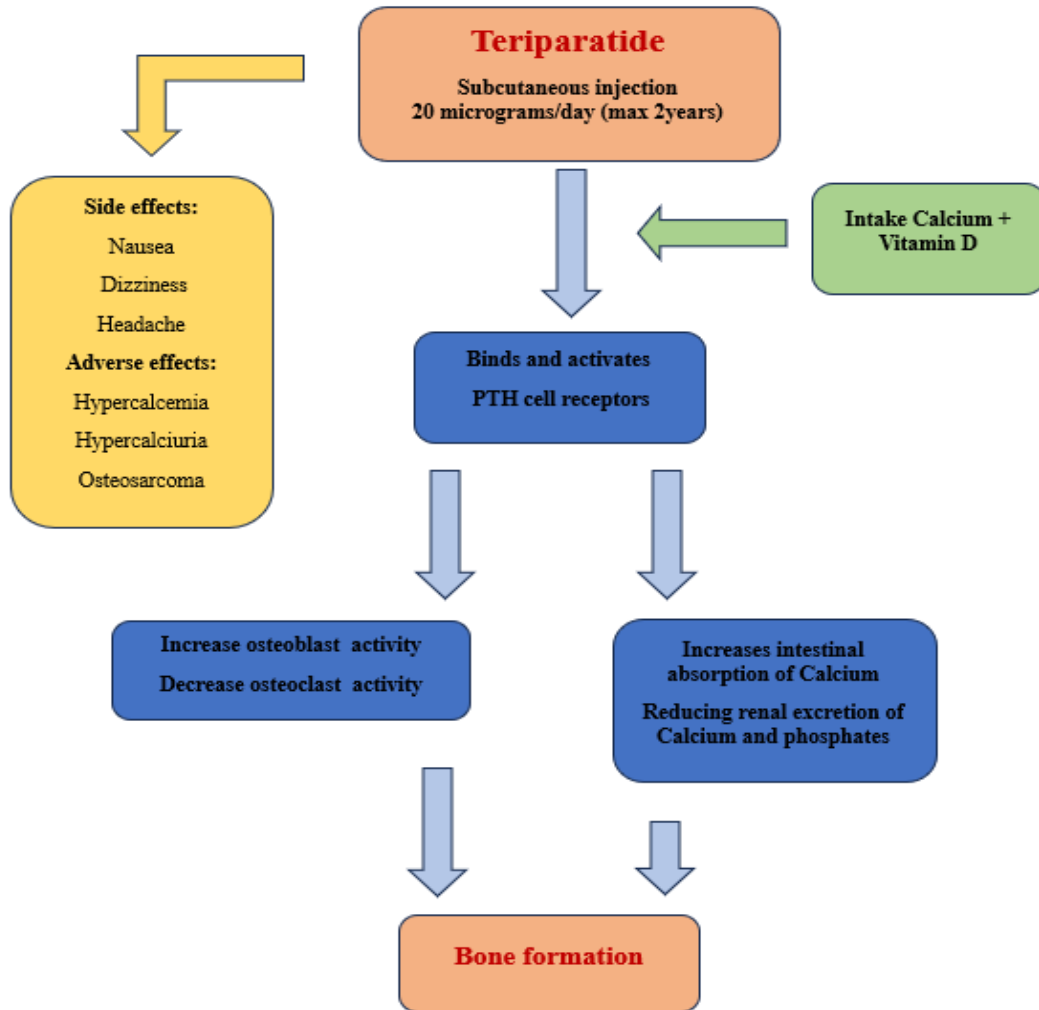 Teriparatide
Subcutaneous injection
20 micrograms/day (max 2years)
Side effects:
Nausea
Dizziness
Headache
Adverse effects:
Hypercalcemia
Hypercalciuria
Osteosarcoma
Intake Calcium +
Vitamin D
Binds and activates
PTH cell receptors
Increase osteoblast activity
Decrease osteoclast activity
Increases intestinal
absorption of Calcium
Reducing renal excretion of
Calcium and phosphates
Bone formation